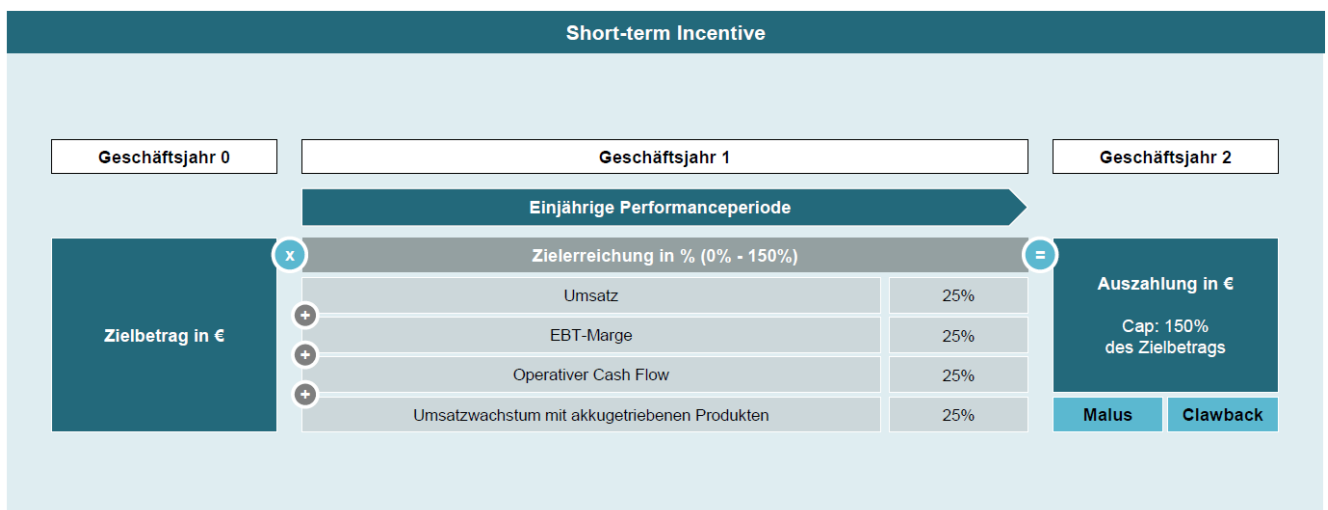 Short-term Incentive
Geschäftsjahr 0
Geschäftsjahr 1
Geschäftsjahr 2
Einjährige Performanceperiode
Zielbetrag in €
x
Zielerreichung in % (0% - 150%)
=
Umsatz 25%
+
EBT-Marge 25%
+
Operativer Cash Flow 25%
+
Umsatzwachstum mit akkugetriebenen Produkten 25%
Auszahlung in €
Cap: 150%
des Zielbetrags
Malus
Clawback